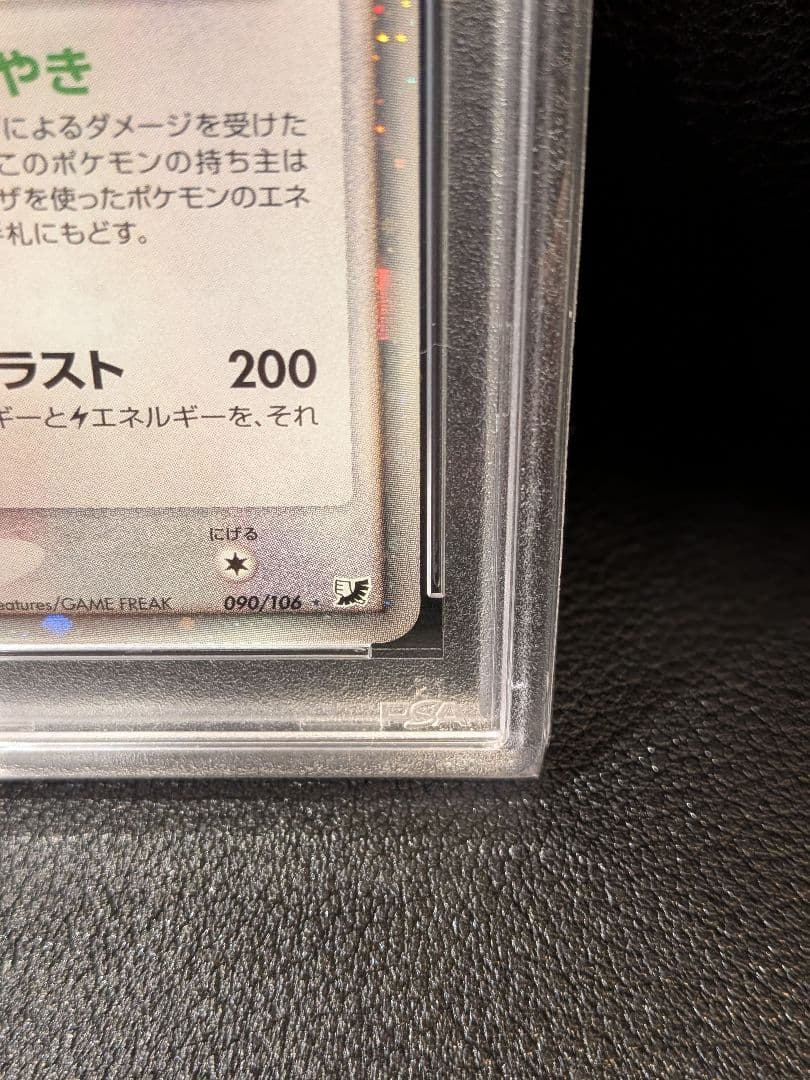 やき
によるダメージを受けた
このポケモンの持ち主は
ザを使ったポケモンのエネ
手札にもどす。
ラスト 200
ギーとエネルギーを、それ
にげる
eatures/GAME FREAK 090/106
PSA